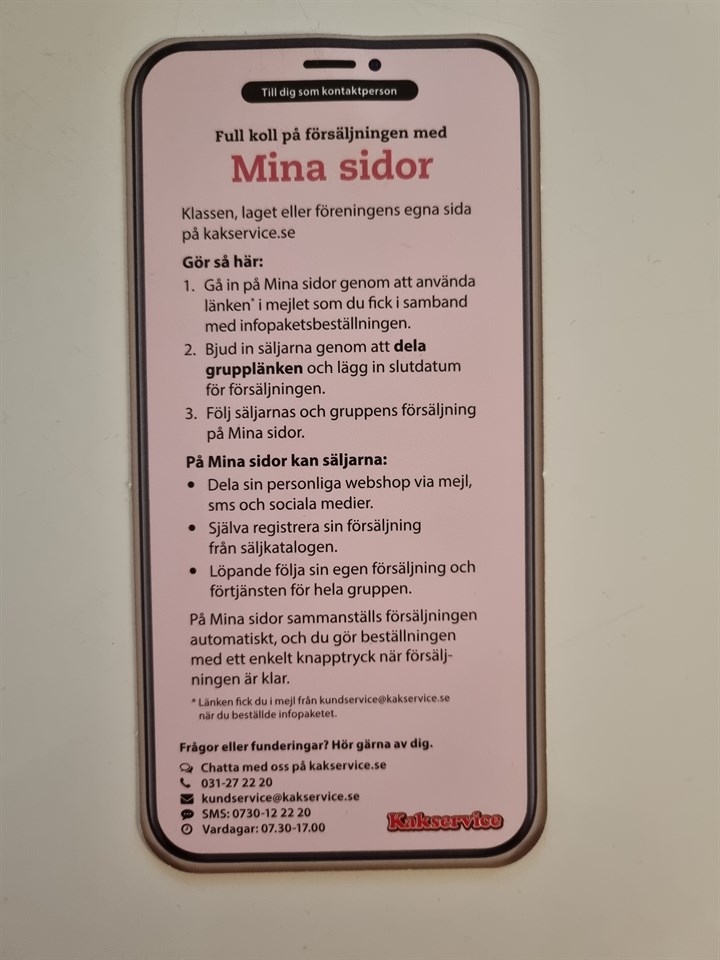 Till dig som kontaktperson
Full koll på försäljningen med
Mina sidor
Klassen, laget eller föreningens egna sida
på kakservice.se
Gör så här:
1. Gå in på Mina sidor genom att använda
länken* i mejlet som du fick i samband
med infopaketsbeställningen.
2. Bjud in säljarna genom att dela
grupplänken och lägg in slutdatum
för försäljningen.
3. Följ säljarnas och gruppens försäljning
på Mina sidor.
På Mina sidor kan säljarna:
• Dela sin personliga webshop via mejl,
sms och sociala medier.
• Själva registrera sin försäljning
från säljkatalogen.
• Löpande följa sin egen försäljning och
förtjänsten för hela gruppen.
På Mina sidor sammanställs försäljningen
automatiskt, och du gör beställningen
med ett enkelt knapptryck när försälj-
ningen är klar.
* Länken fick du i mejl från kundservice@kakservice.se
när du beställde infopaketet.
Frågor eller funderingar? Hör gärna av dig.
Chatta med oss på kakservice.se
031-27 22 20
kundservice@kakservice.se
SMS: 0730-12 22 20
Vardagar: 07.30-17.00
Kakservice